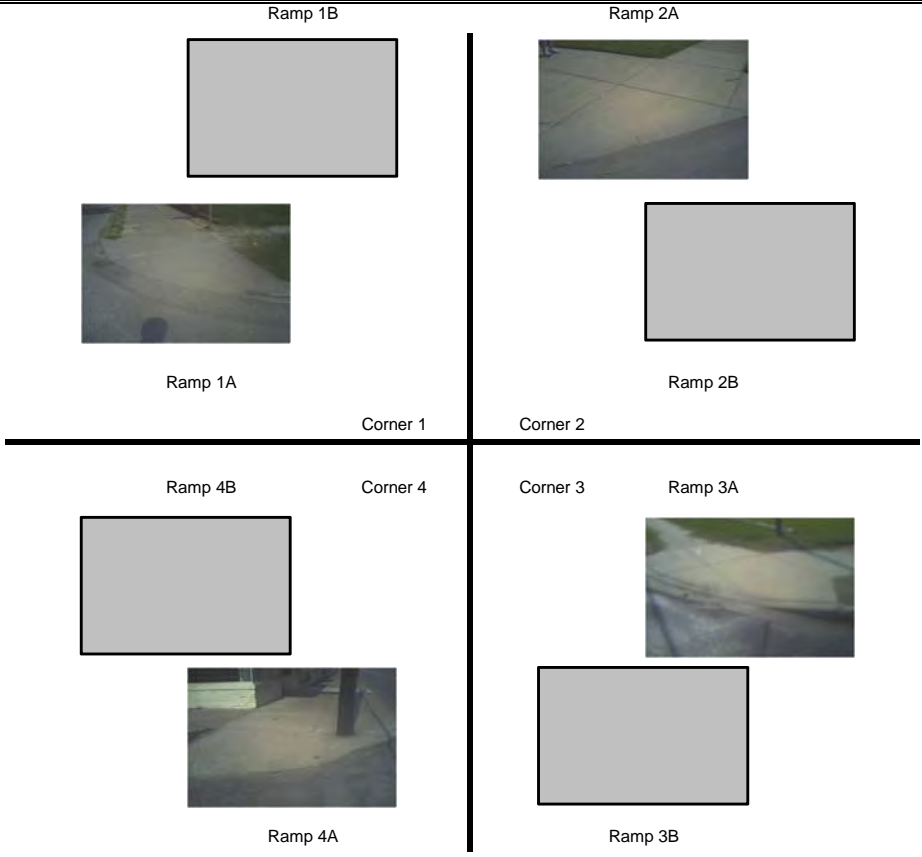 Ramp 1B
Ramp 2A
Ramp 1A
Ramp 2B
Corner 1
Corner 2
Ramp 4B
Corner 4
Corner 3
Ramp 3A
Ramp 4A
Ramp 3B